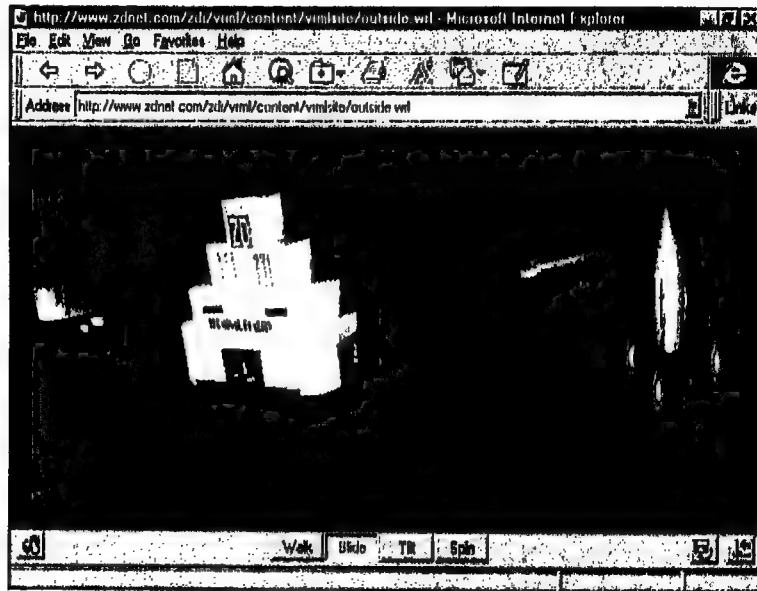 http://www.zdnet.com/zdi/vrml/content/vrmlsite/outside.wrl - Microsoft Internet Explorer
File Edit View Go Favorites Help
Address http://www.zdnet.com/zdi/vrml/content/vrmlsite/outside.wrl Links
Walk Slide Tilt Spin